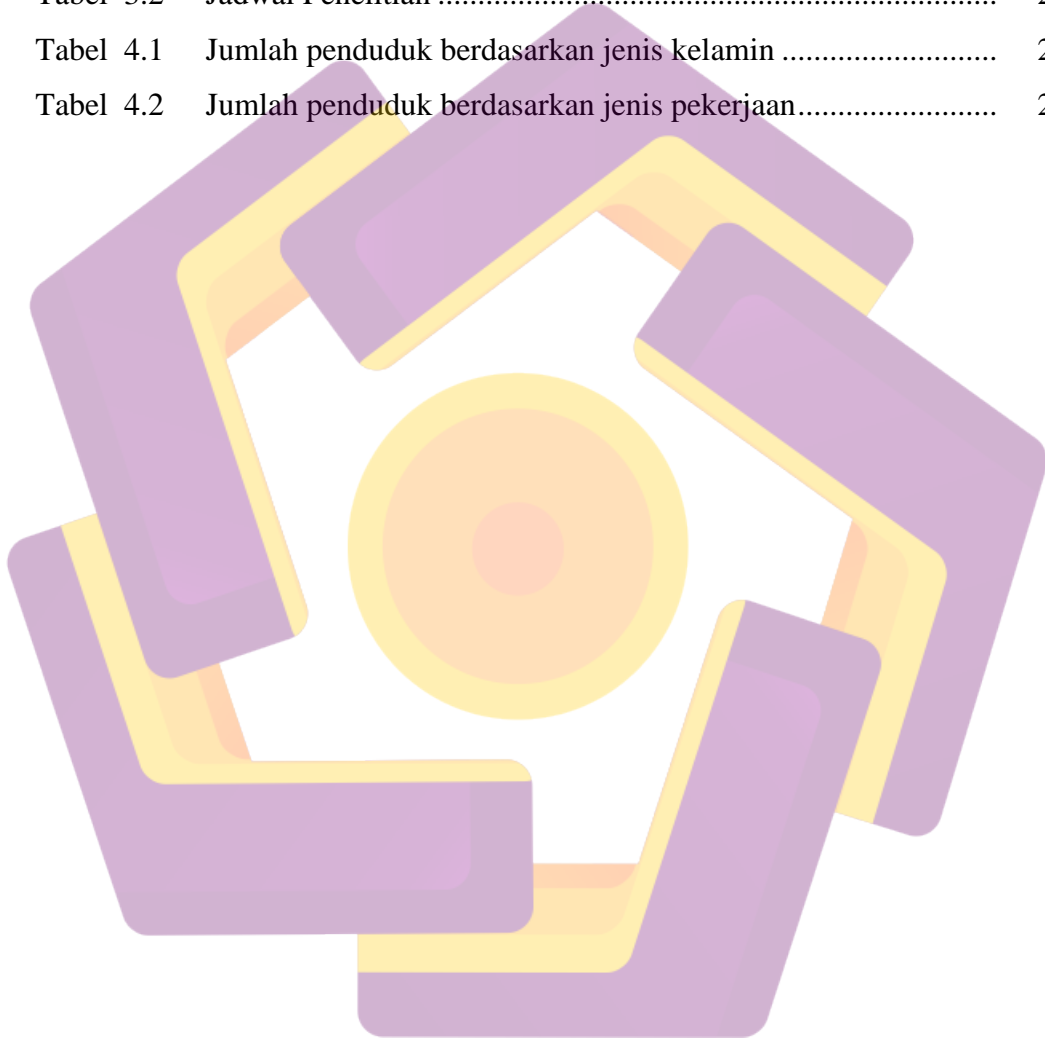 Tabel 3.2 Jadwal Penelitian ...................................................................... 2
Tabel 4.1 Jumlah penduduk berdasarkan jenis kelamin ........................... 2
Tabel 4.2 Jumlah penduduk berdasarkan jenis pekerjaan......................... 2